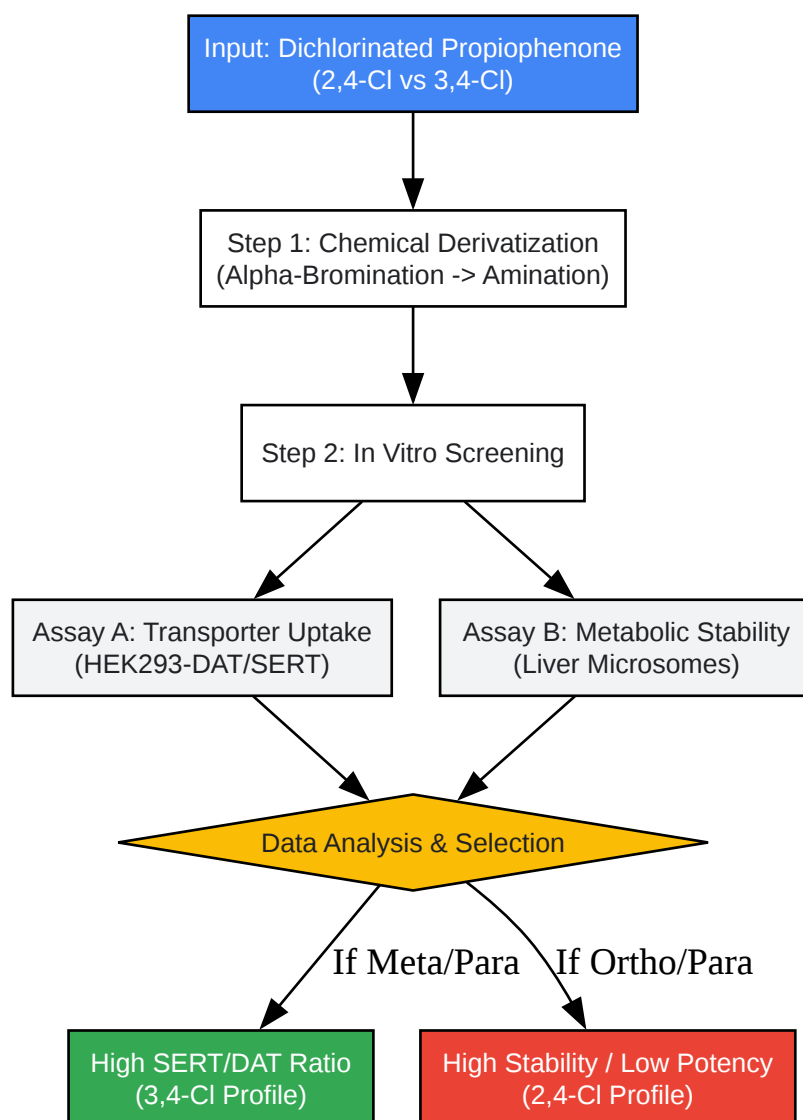 Input: Dichlorinated Propiophenone
(2,4-Cl vs 3,4-Cl)
Step 1: Chemical Derivatization
(Alpha-Bromination -> Amination)
Step 2: In Vitro Screening
Assay A: Transporter Uptake
(HEK293-DAT/SERT)
Assay B: Metabolic Stability
(Liver Microsomes)
Data Analysis & Selection
If Meta/Para
If Ortho/Para
High SERT/DAT Ratio
(3,4-Cl Profile)
High Stability / Low Potency
(2,4-Cl Profile)